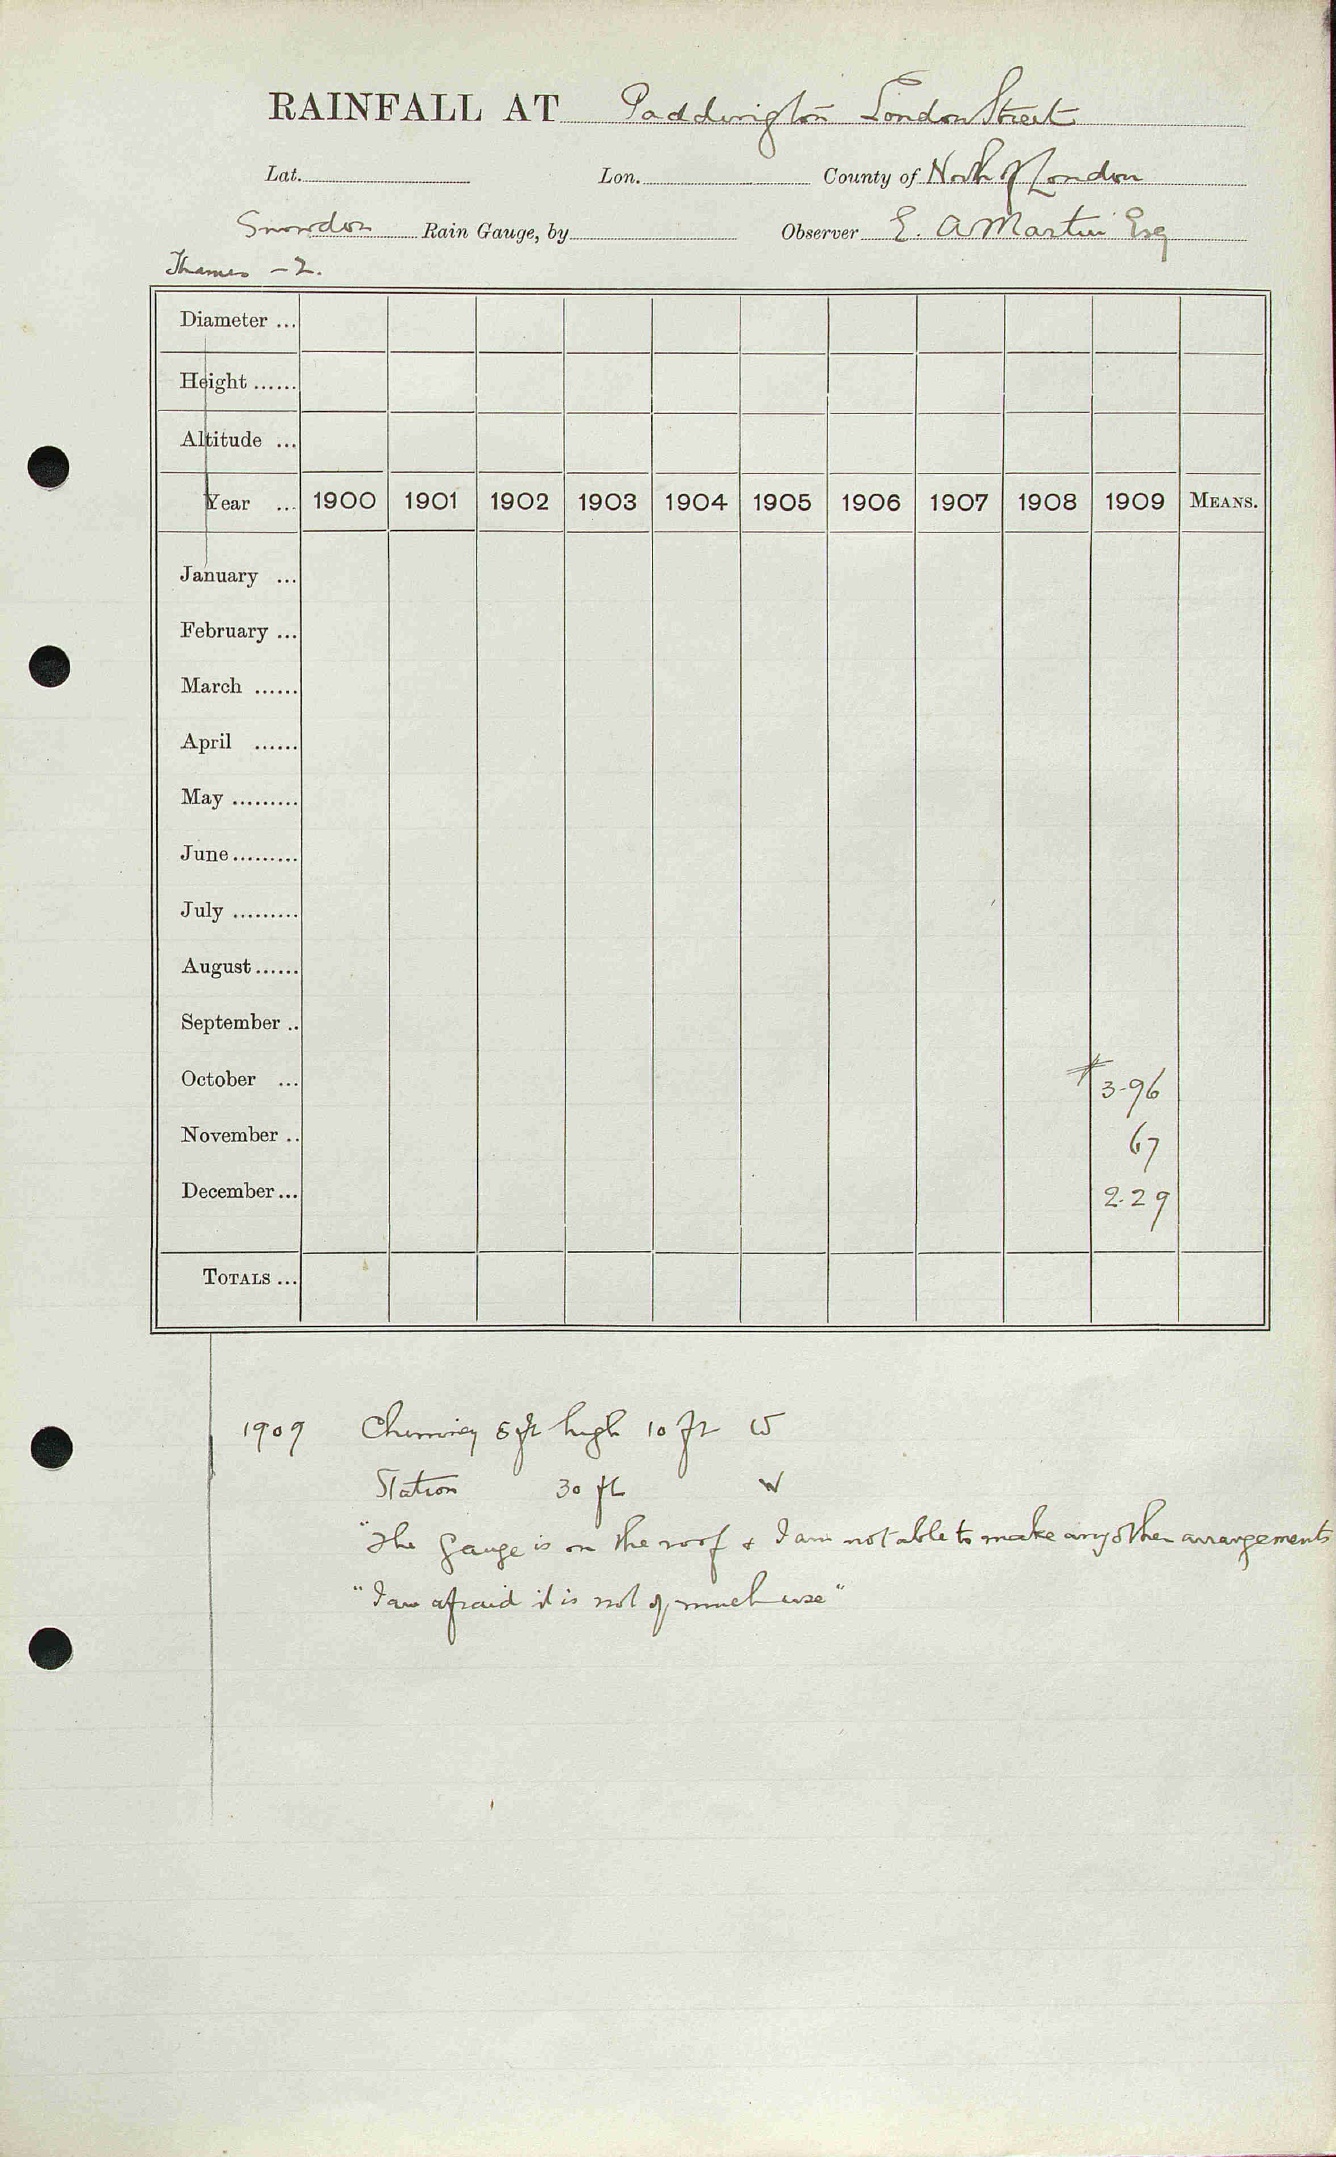 RAINFALL AT Paddington London Street
Lat. Lon. County of North of London
Snowdon Rain Gauge, by Observer E. A Martin Esq
Thames - 2.
Diameter ...
Height ......
Altitude ...
Year ... 1900 1901 1902 1903 1904 1905 1906 1907 1908 1909 MEANS.
January ...
February ...
March ......
April ......
May .........
June .........
July .........
August ......
September ..
October ... 3.96
November .. 67
December ... 2.29
TOTALS ...
1909 Chimney 5 ft high 10 ft W
Station 30 ft W
"The gauge is on the roof & I am not able to make any other arrangements
"I am afraid it is not of much use"